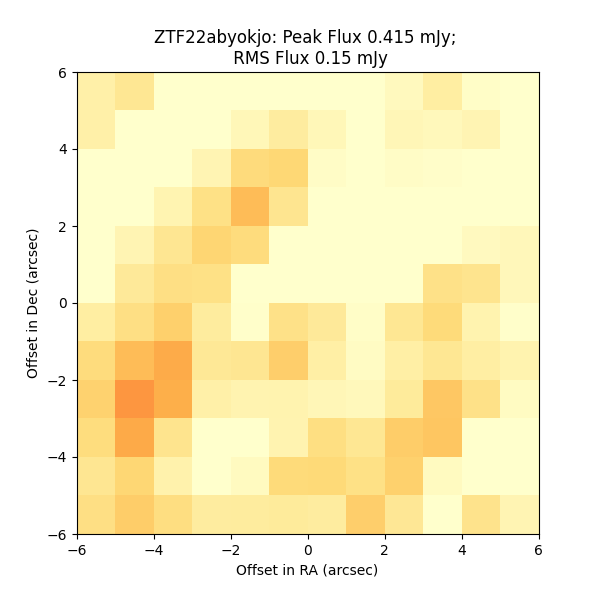 ZTF22abyokjo: Peak Flux 0.415 mJy;
RMS Flux 0.15 mJy
6
4
2
0
−2
−4
−6
Offset in Dec (arcsec)
−6 −4 −2 0 2 4 6
Offset in RA (arcsec)